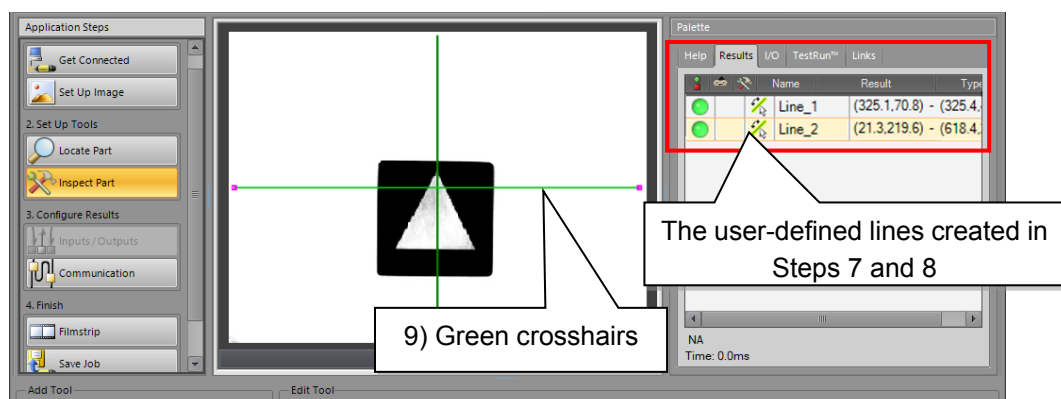 Application Steps
Get Connected
Set Up Image
2. Set Up Tools
Locate Part
Inspect Part
3. Configure Results
Inputs / Outputs
Communication
4. Finish
Filmstrip
Save Job
Add Tool
Edit Tool
9) Green crosshairs
Palette
Help Results I/O TestRun™ Links
Name Result Type
Line_1 (325.1,70.8) - (325.4,
Line_2 (21.3,219.6) - (618.4,
The user-defined lines created in
Steps 7 and 8
NA
Time: 0.0ms